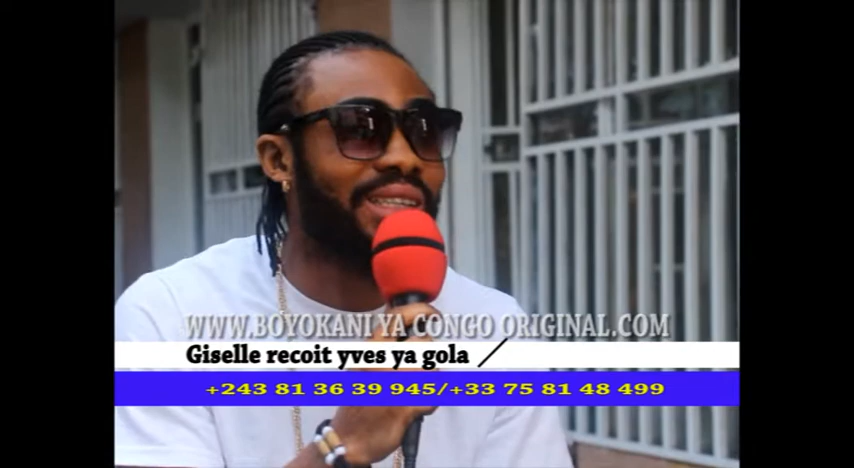 WWW.BOYOKANI YA CONGO ORIGINAL.COM
Giselle recoit yves ya gola /
+243 81 36 39 945/+33 75 81 48 499